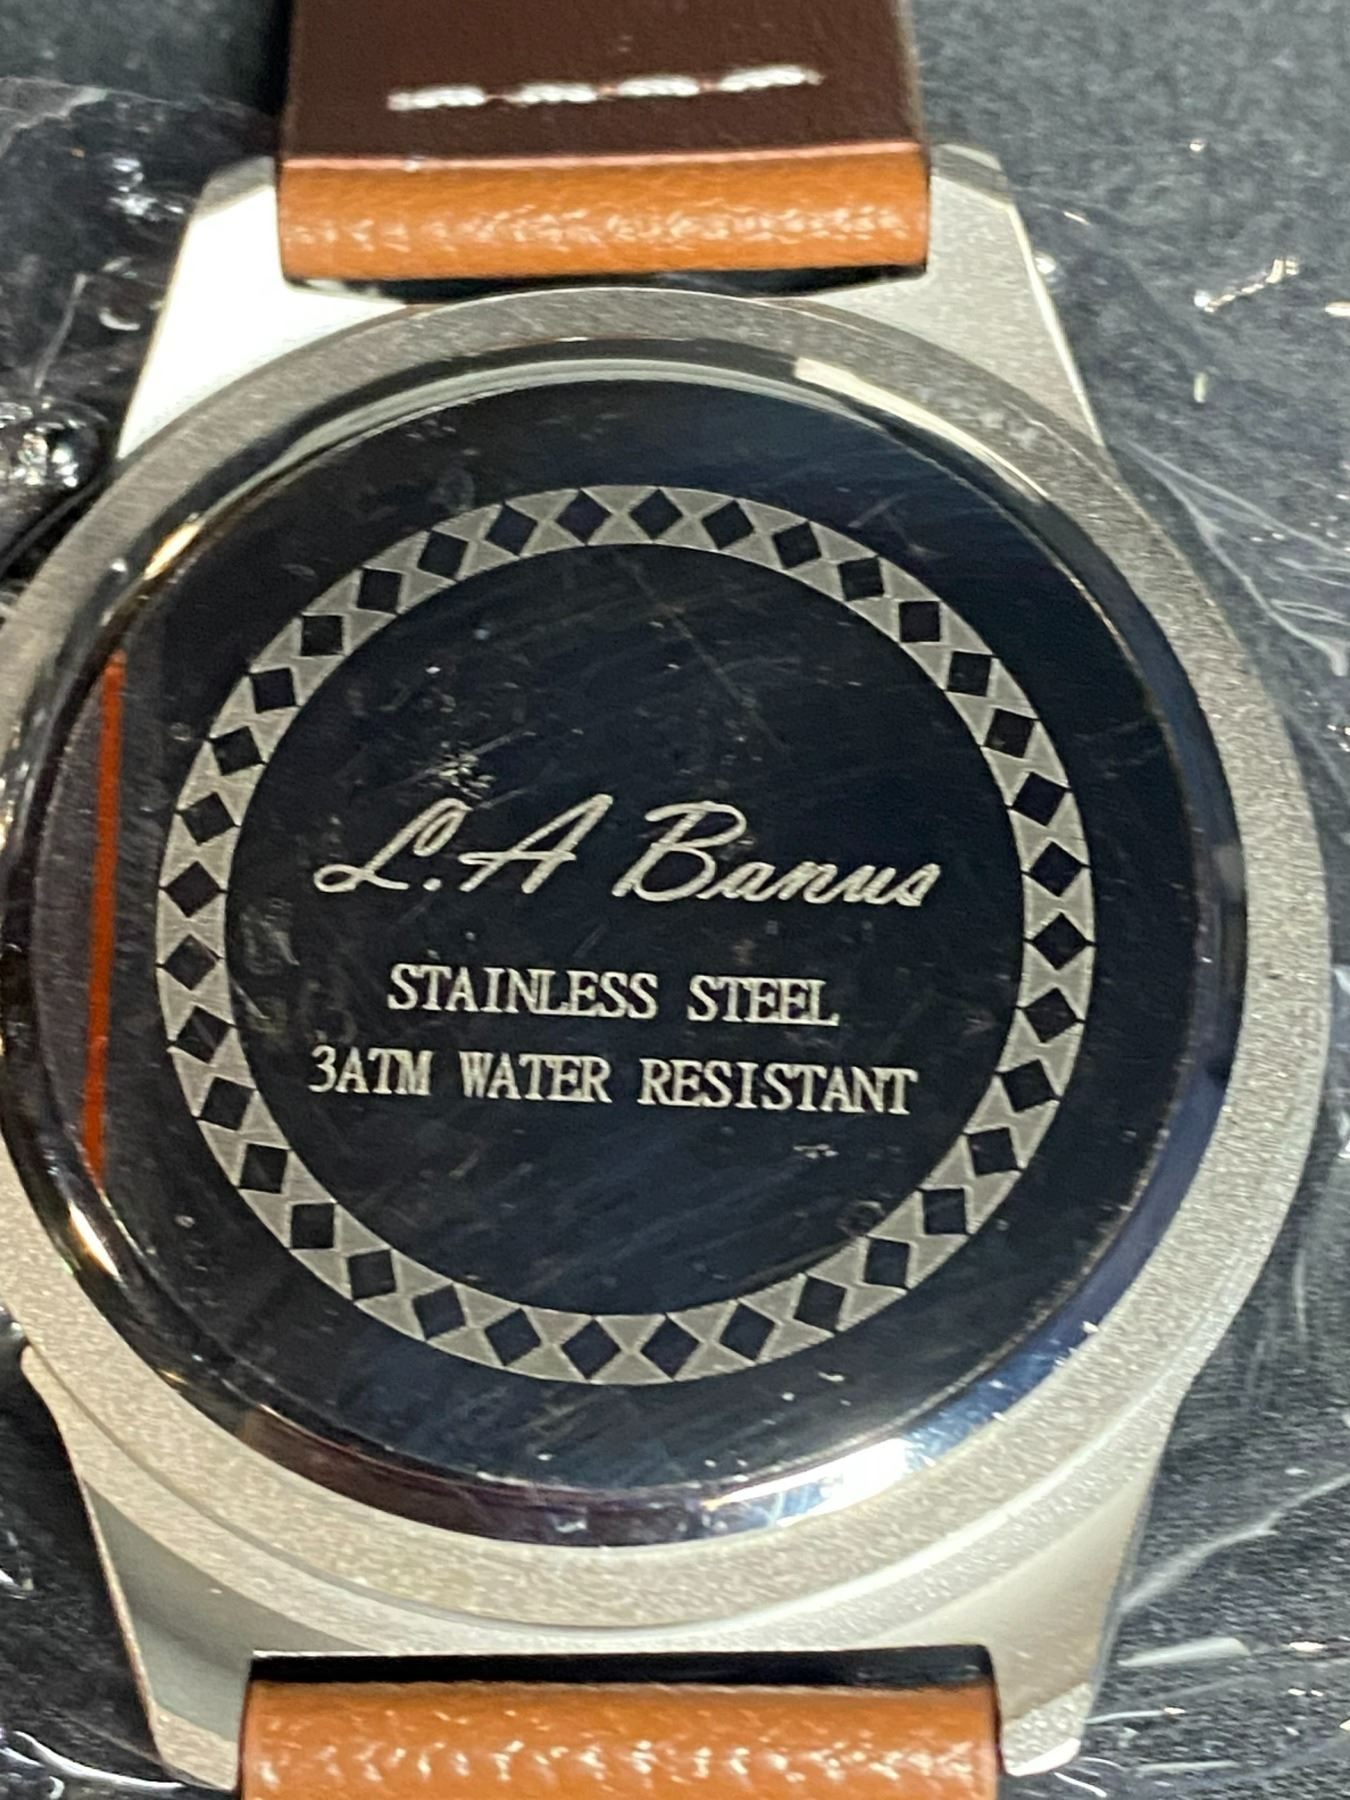 L.A Banus
STAINLESS STEEL
3ATM WATER RESISTANT